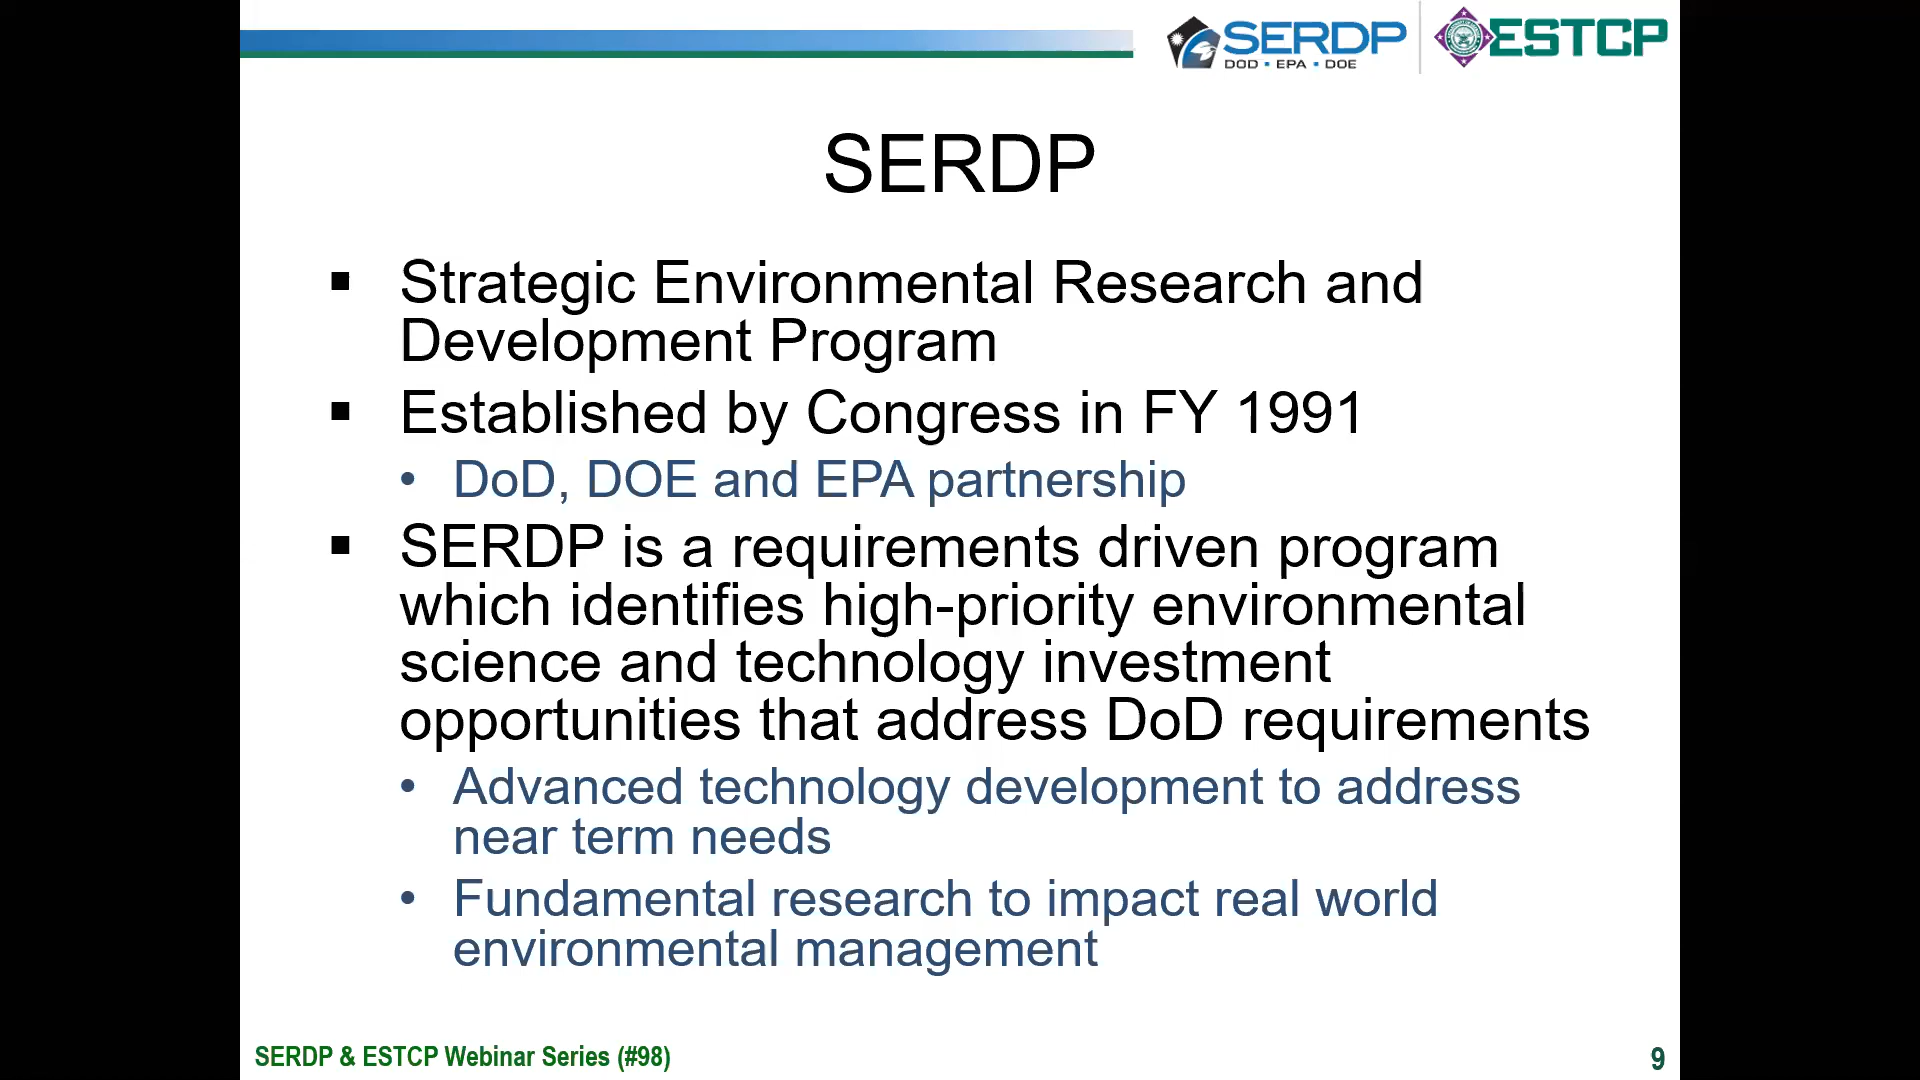 SERDP
DOD • EPA • DOE
ESTCP
SERDP
▪ Strategic Environmental Research and
Development Program
▪ Established by Congress in FY 1991
• DoD, DOE and EPA partnership
▪ SERDP is a requirements driven program
which identifies high-priority environmental
science and technology investment
opportunities that address DoD requirements
• Advanced technology development to address
near term needs
• Fundamental research to impact real world
environmental management
SERDP & ESTCP Webinar Series (#98)
9